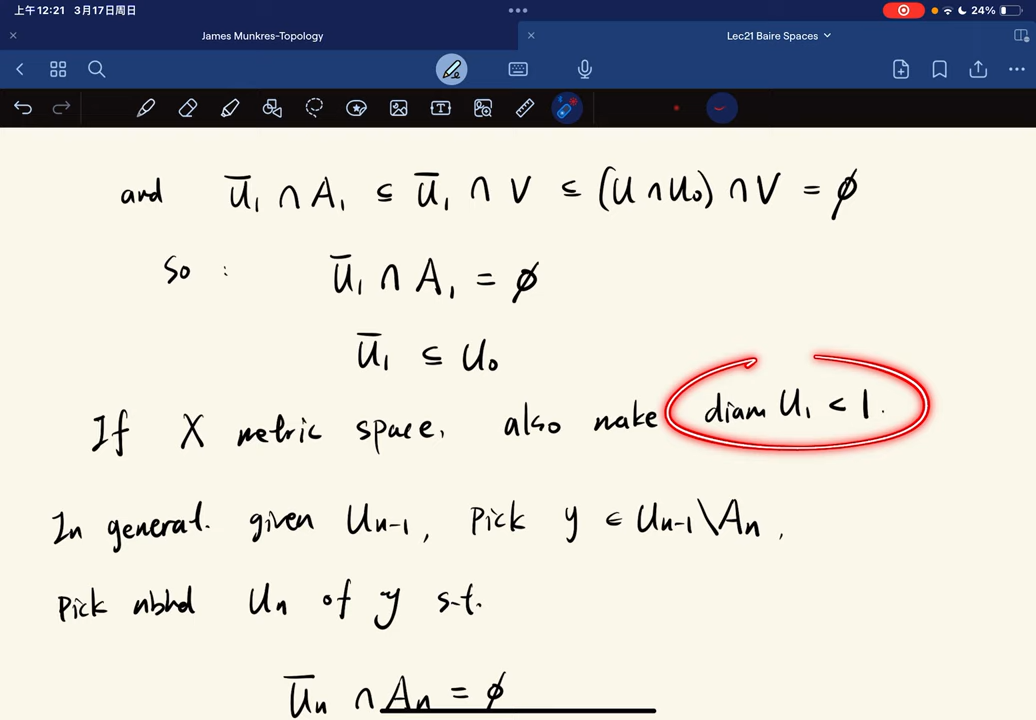 上午12:21 3月17日周日
24%
James Munkres-Topology
Lec21 Baire Spaces
and Ū₁ ∩ A₁ ⊆ Ū₁ ∩ V ⊆ (U ∩ U₀) ∩ V = ∅
So : Ū₁ ∩ A₁ = ∅
Ū₁ ⊆ U₀
If X metric space, also make diam U₁ < 1.
In general. given Uₙ₋₁, Pick y ∈ Uₙ₋₁\Aₙ,
Pick nbhd Uₙ of y s.t.
Ūₙ ∩ Aₙ = ∅